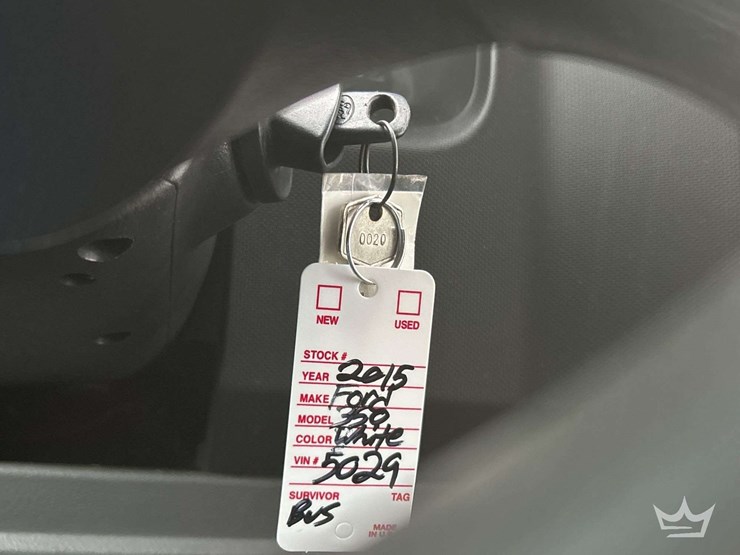 0020
NEW USED
STOCK #
YEAR 2015
MAKE Ford
MODEL 350
COLOR White
VIN # 5029
SURVIVOR TAG
Bus
MADE
IN U